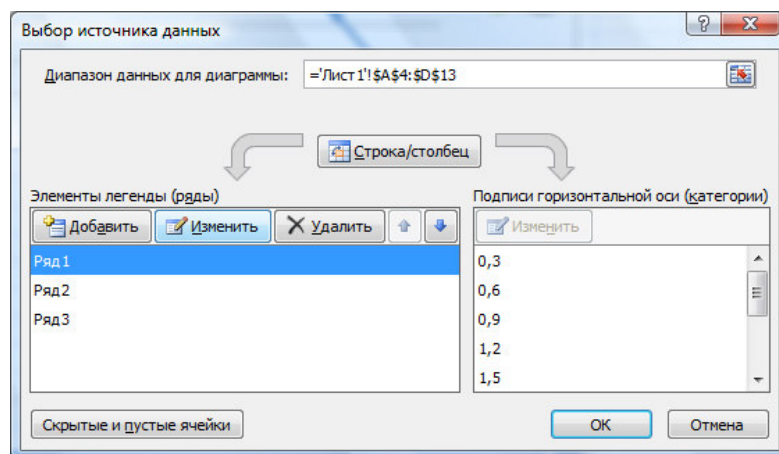 Выбор источника данных
Диапазон данных для диаграммы: ='Лист1'!$A$4:$D$13
Строка/столбец
Элементы легенды (ряды)
Добавить Изменить Удалить
Ряд1
Ряд2
Ряд3
Подписи горизонтальной оси (категории)
Изменить
0,3
0,6
0,9
1,2
1,5
Скрытые и пустые ячейки
ОК Отмена